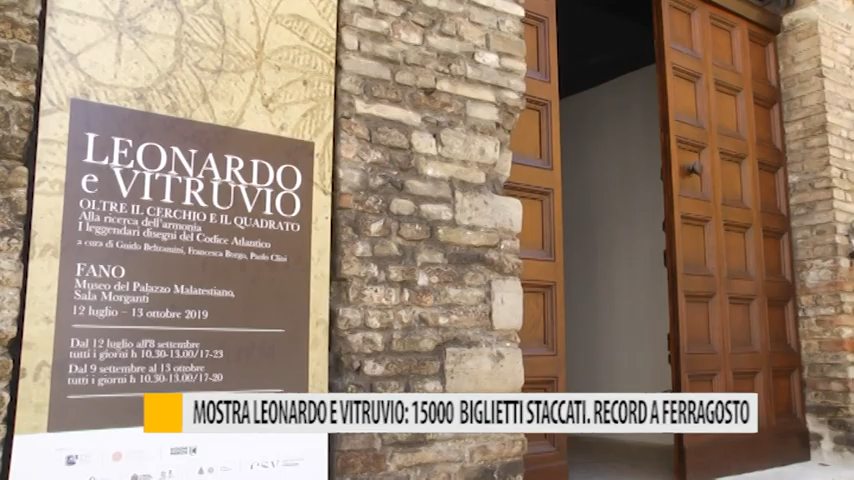 LEONARDO
e VITRUVIO
OLTRE IL CERCHIO E IL QUADRATO
Alla ricerca dell'armonia
I leggendari disegni del Codice Atlantico
a cura di Guido Beltramini, Francesca Borgo, Paolo Clini
FANO
Museo del Palazzo Malatestiano,
Sala Morganti
12 luglio – 13 ottobre 2019
Dal 12 luglio all'8 settembre
tutti i giorni h 10.30-13.00/17-23
Dal 9 settembre al 13 ottobre
tutti i giorni h 10.30-13.00/17-20
MOSTRA LEONARDO E VITRUVIO: 15000 BIGLIETTI STACCATI. RECORD A FERRAGOSTO